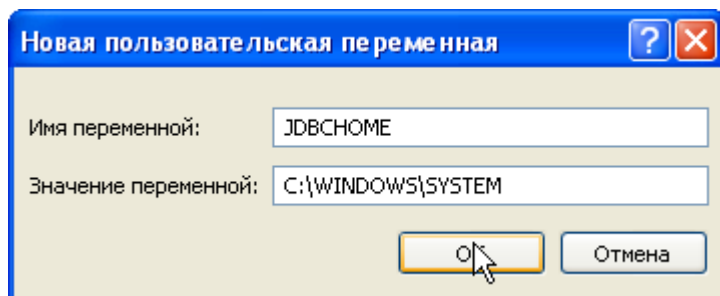 Новая пользовательская переменная
Имя переменной: JDBCHOME
Значение переменной: C:\WINDOWS\SYSTEM
Отмена